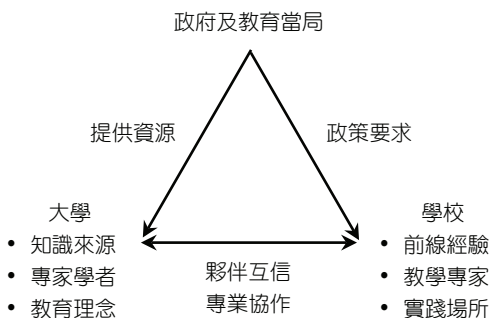 政府及教育當局
提供資源
政策要求
大學
• 知識來源
• 專家學者
• 教育理念
夥伴互信
專業協作
學校
• 前線經驗
• 教學專家
• 實踐場所